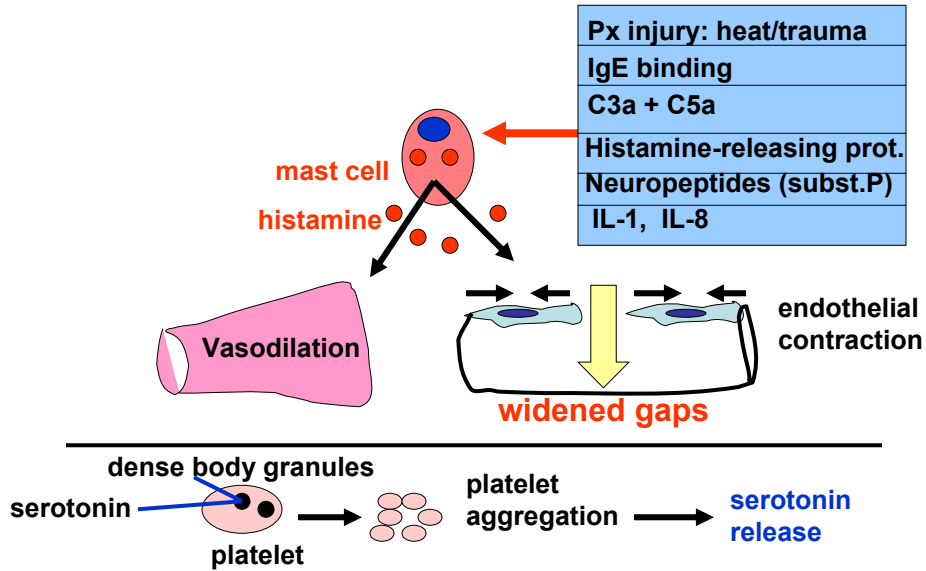 Px injury: heat/trauma
IgE binding
C3a + C5a
Histamine-releasing prot.
Neuropeptides (subst.P)
IL-1, IL-8
mast cell
histamine
Vasodilation
endothelial
contraction
widened gaps
dense body granules
serotonin
platelet
platelet
aggregation
serotonin
release